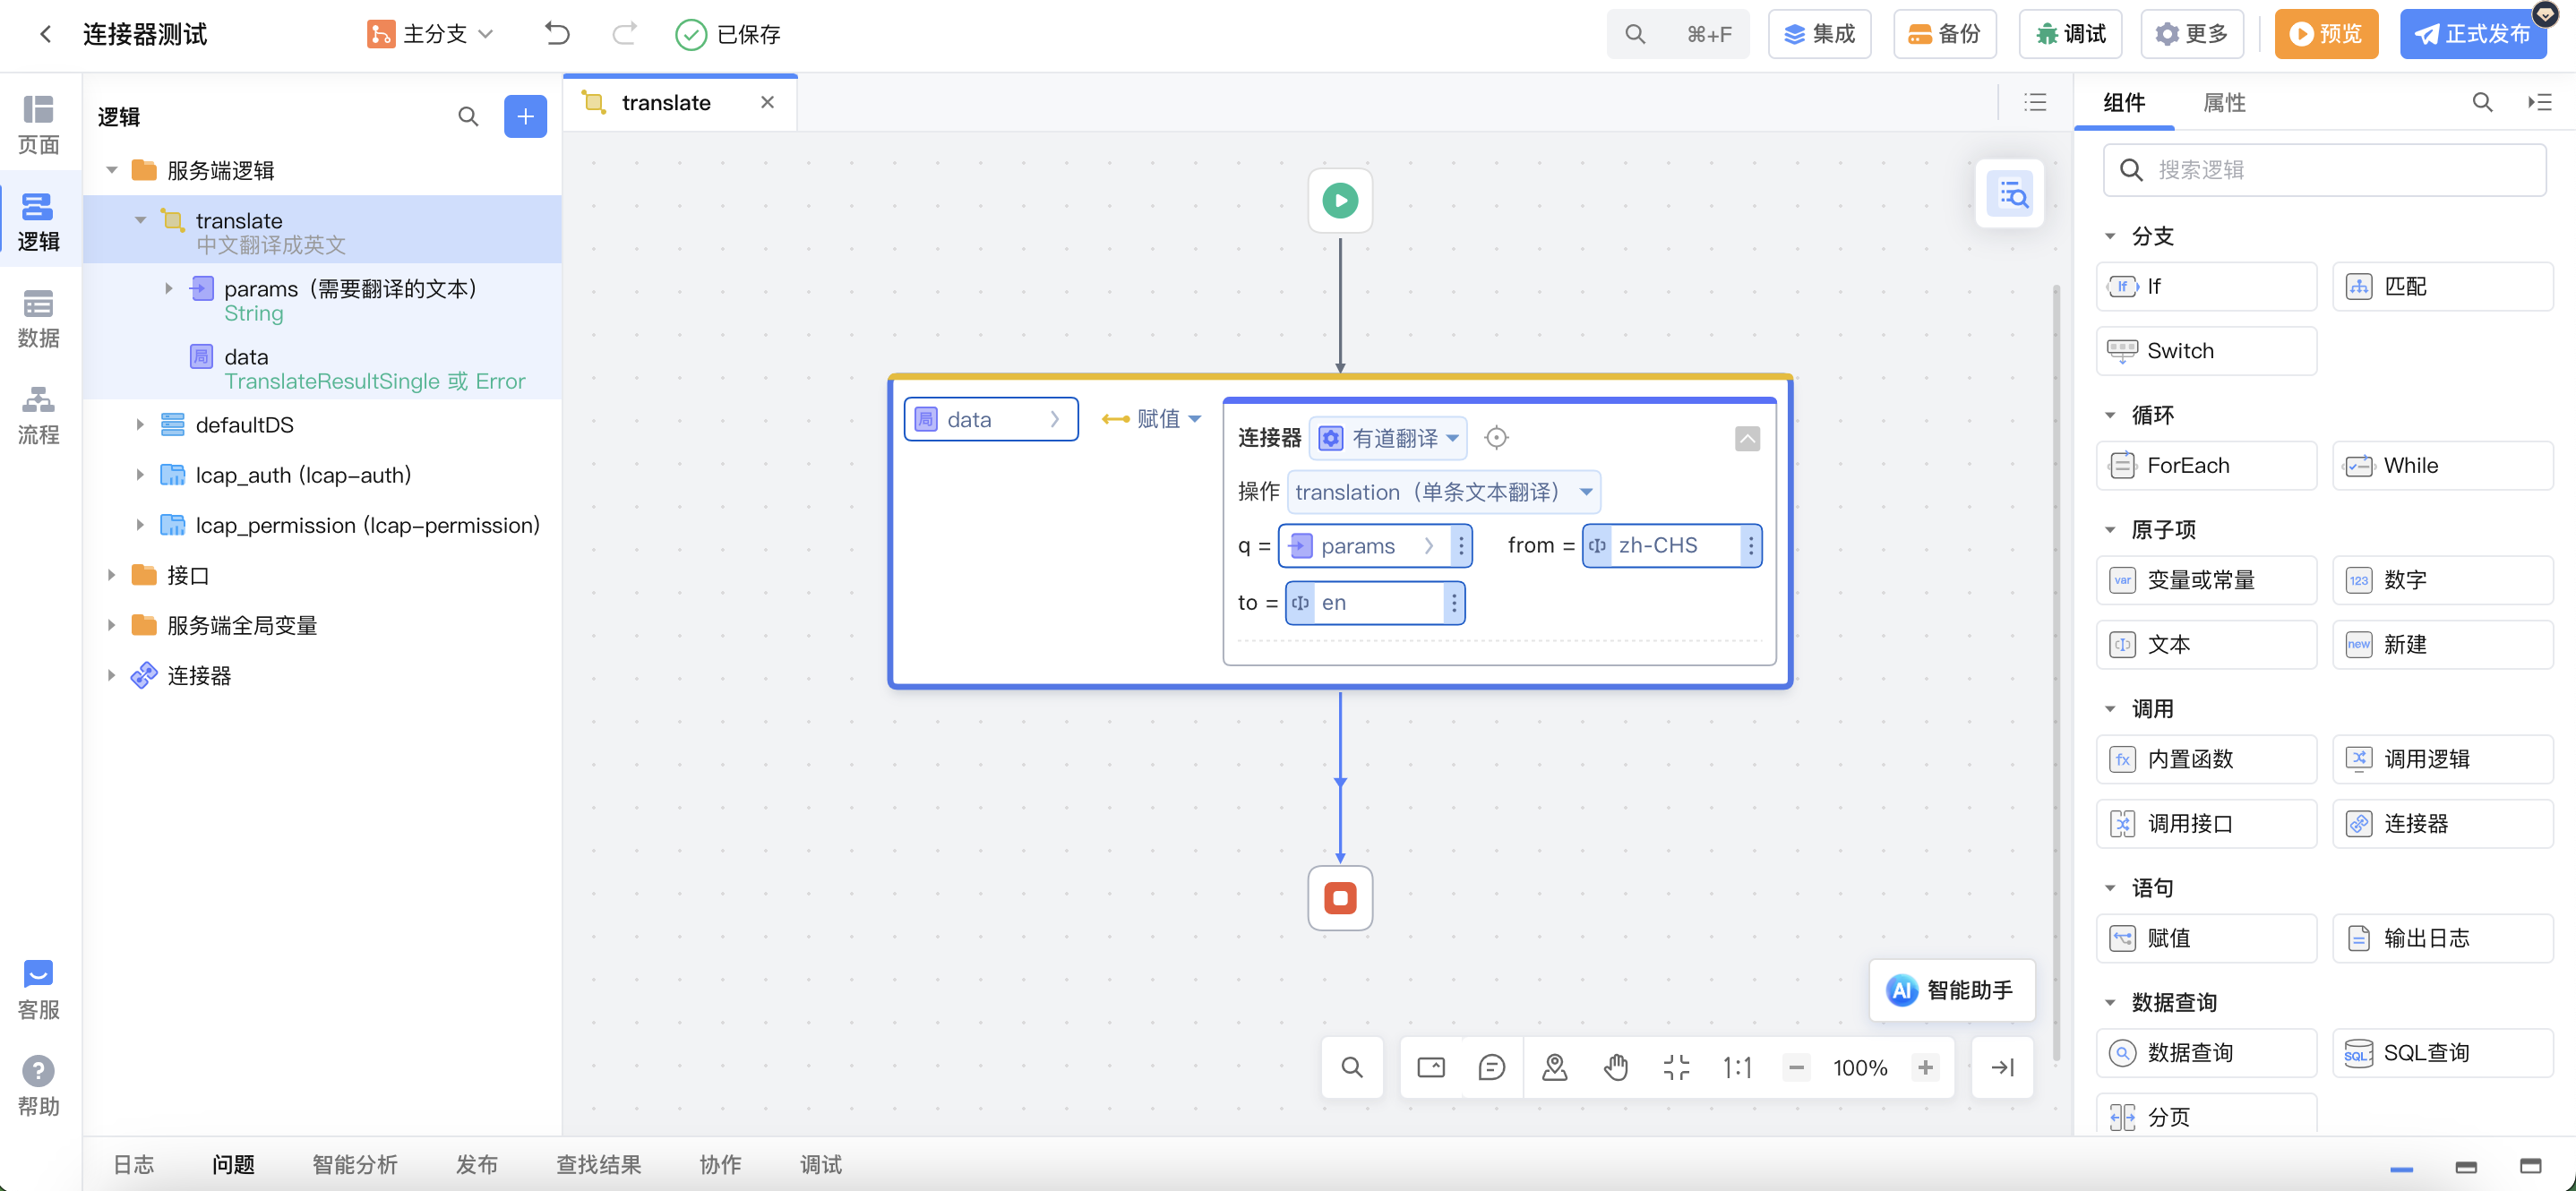 连接器测试
主分支
已保存
⌘+F
集成
备份
调试
更多
预览
正式发布
页面
逻辑
数据
流程
客服
帮助
逻辑
服务端逻辑
translate
中文翻译成英文
params（需要翻译的文本）
String
局 data
TranslateResultSingle 或 Error
defaultDS
lcap_auth (lcap-auth)
lcap_permission (lcap-permission)
接口
服务端全局变量
连接器
translate
局 data
赋值
连接器 有道翻译
操作 translation（单条文本翻译）
q = params from = zh-CHS
to = en
AI 智能助手
1:1 100%
组件 属性
搜索逻辑
分支
If If
匹配
Switch
循环
ForEach
While
原子项
var 变量或常量
123 数字
文本
new 新建
调用
fx 内置函数
调用逻辑
调用接口
连接器
语句
赋值
输出日志
数据查询
数据查询
SQL SQL查询
分页
日志 问题 智能分析 发布 查找结果 协作 调试